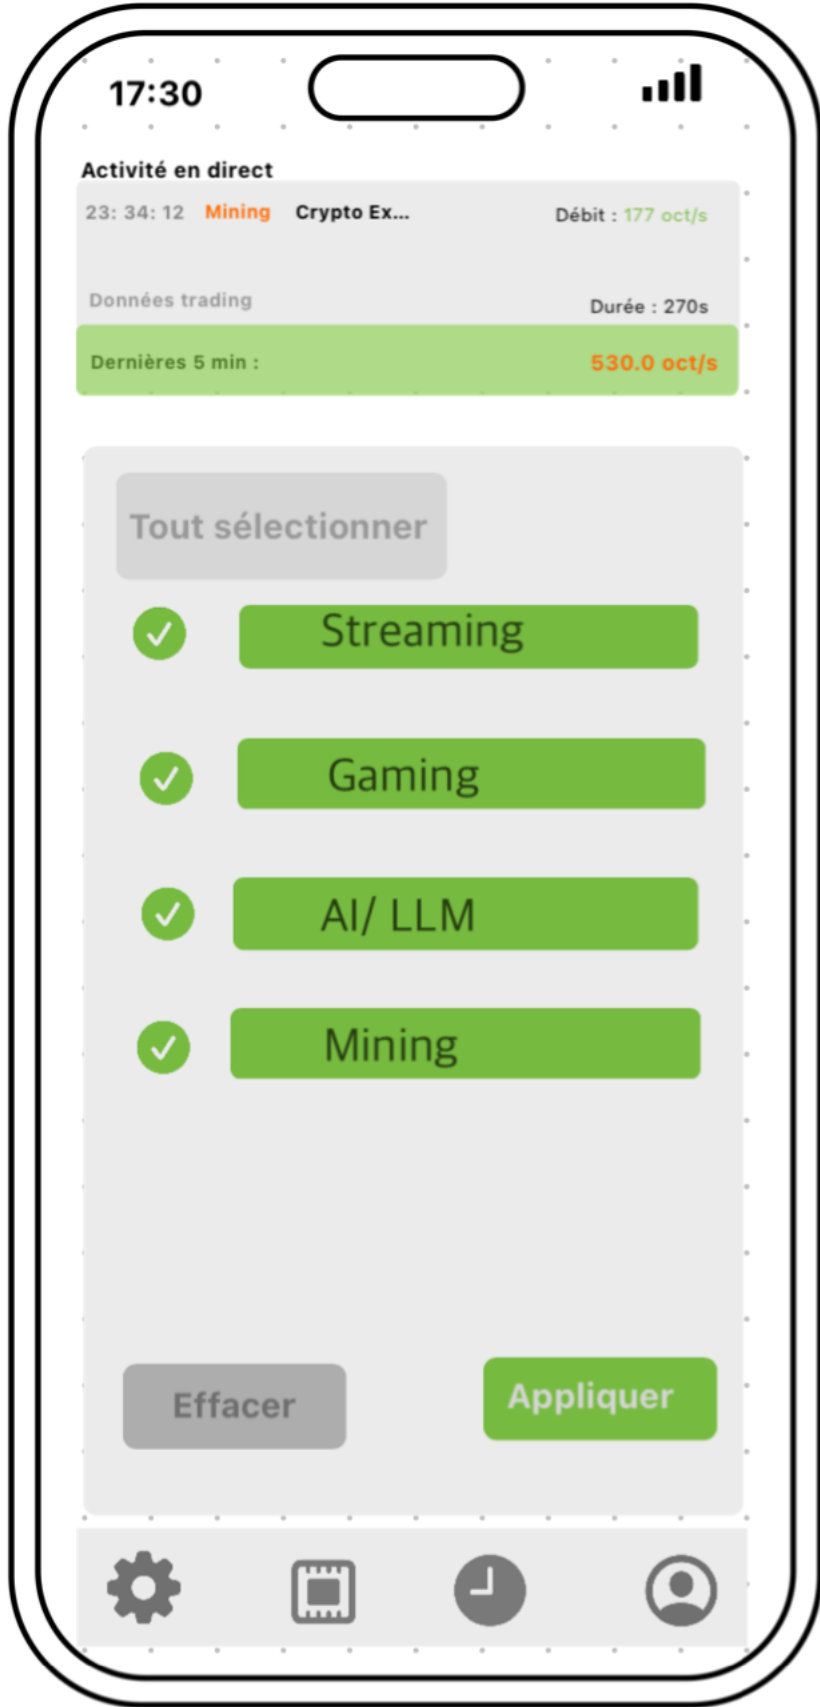 17:30
Activité en direct
23: 34: 12 Mining Crypto Ex... Débit : 177 oct/s
Données trading Durée : 270s
Dernières 5 min : 530.0 oct/s
Tout sélectionner
Streaming
Gaming
AI/ LLM
Mining
Effacer Appliquer